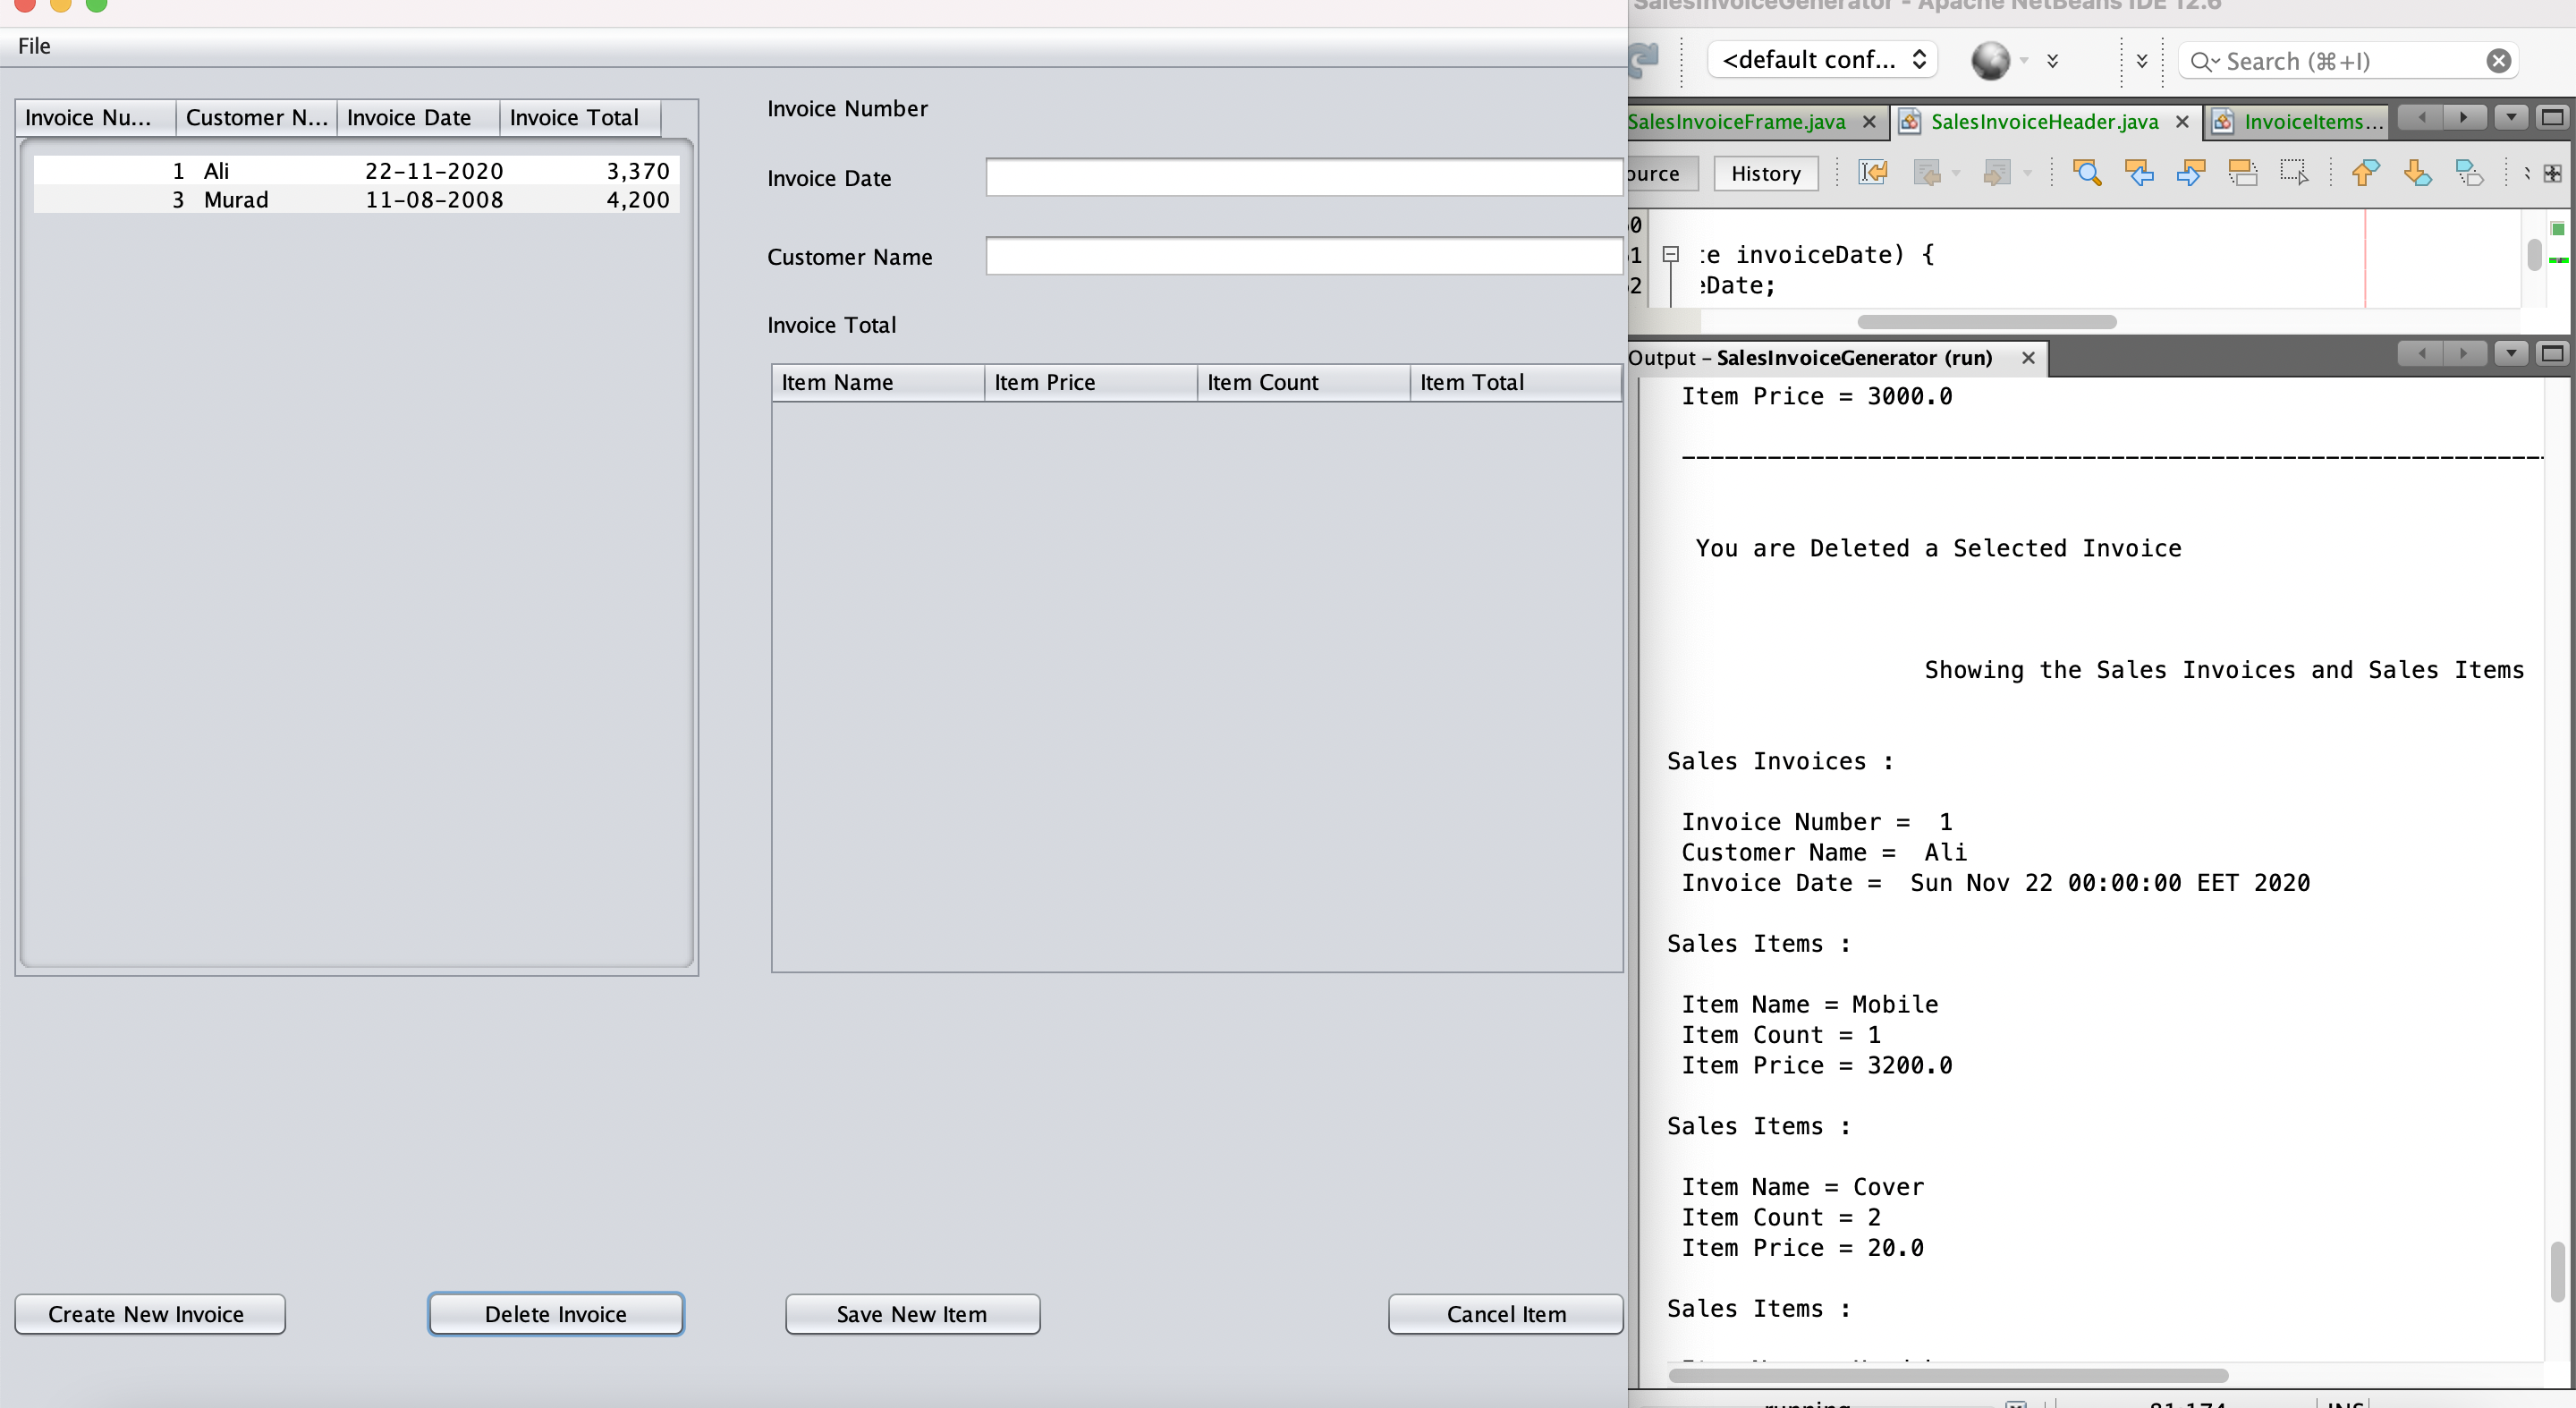 File
Invoice Nu... Customer N... Invoice Date Invoice Total
1 Ali 22-11-2020 3,370
3 Murad 11-08-2008 4,200
Invoice Number
Invoice Date
Customer Name
Invoice Total
Item Name Item Price Item Count Item Total
Create New Invoice Delete Invoice Save New Item Cancel Item
SalesInvoiceGenerator - Apache NetBeans IDE 12.6
<default conf... Search (⌘+I)
SalesInvoiceFrame.java SalesInvoiceHeader.java InvoiceItems...
ource History
0
1 te invoiceDate) {
2 eDate;
Output – SalesInvoiceGenerator (run)
Item Price = 3000.0
------------------------------------------------------------
You are Deleted a Selected Invoice
Showing the Sales Invoices and Sales Items
Sales Invoices :
Invoice Number =  1
Customer Name =  Ali
Invoice Date =  Sun Nov 22 00:00:00 EET 2020
Sales Items :
Item Name = Mobile
Item Count = 1
Item Price = 3200.0
Sales Items :
Item Name = Cover
Item Count = 2
Item Price = 20.0
Sales Items :
running 81:174 INS